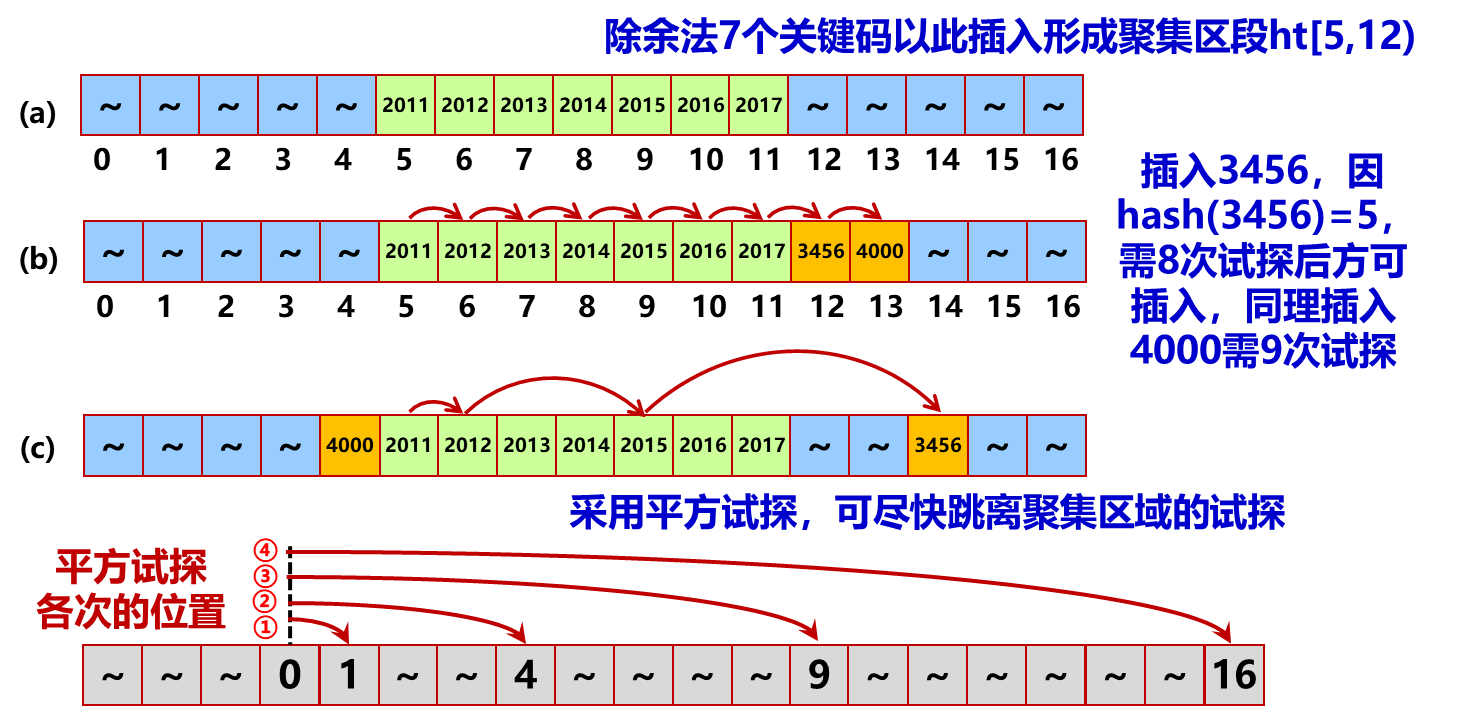 除余法7个关键码以此插入形成聚集区段ht[5,12)
(a)
~ ~ ~ ~ ~ 2011 2012 2013 2014 2015 2016 2017 ~ ~ ~ ~ ~
0 1 2 3 4 5 6 7 8 9 10 11 12 13 14 15 16
插入3456，因
hash(3456)=5，
需8次试探后方可
插入，同理插入
4000需9次试探
(b)
~ ~ ~ ~ ~ 2011 2012 2013 2014 2015 2016 2017 3456 4000 ~ ~ ~
0 1 2 3 4 5 6 7 8 9 10 11 12 13 14 15 16
(c)
~ ~ ~ ~ 4000 2011 2012 2013 2014 2015 2016 2017 ~ ~ 3456 ~ ~
采用平方试探，可尽快跳离聚集区域的试探
平方试探
各次的位置
④
③
②
①
~ ~ ~ 0 1 ~ ~ 4 ~ ~ ~ ~ 9 ~ ~ ~ ~ ~ ~ 16